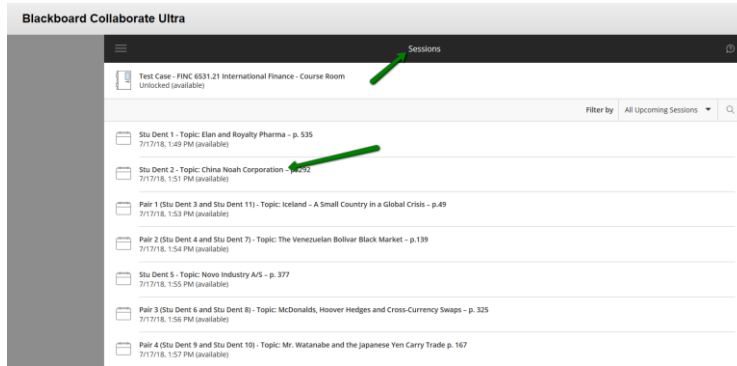 Blackboard Collaborate Ultra
Sessions
Test Case - FINC 6531.21 International Finance - Course Room
Unlocked (available)
Filter by All Upcoming Sessions
Stu Dent 1 - Topic: Elan and Royalty Pharma – p. 535
7/17/18, 1:49 PM (available)
Stu Dent 2 - Topic: China Noah Corporation – p.292
7/17/18, 1:51 PM (available)
Pair 1 (Stu Dent 3 and Stu Dent 11) - Topic: Iceland – A Small Country in a Global Crisis – p.49
7/17/18, 1:53 PM (available)
Pair 2 (Stu Dent 4 and Stu Dent 7) - Topic: The Venezuelan Bolivar Black Market – p.139
7/17/18, 1:54 PM (available)
Stu Dent 5 - Topic: Novo Industry A/S – p. 377
7/17/18, 1:55 PM (available)
Pair 3 (Stu Dent 6 and Stu Dent 8) - Topic: McDonalds, Hoover Hedges and Cross-Currency Swaps – p. 325
7/17/18, 1:56 PM (available)
Pair 4 (Stu Dent 9 and Stu Dent 10) - Topic: Mr. Watanabe and the Japanese Yen Carry Trade p. 167
7/17/18, 1:57 PM (available)